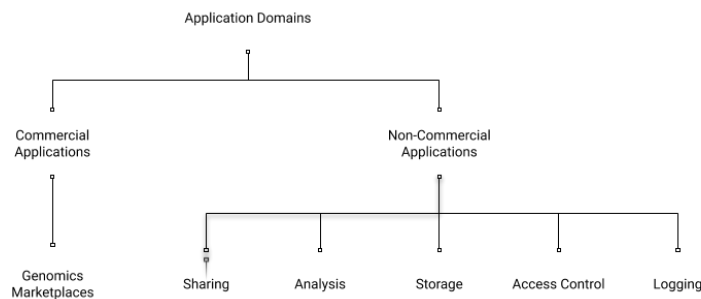 Application Domains
Commercial
Applications
Non-Commercial
Applications
Genomics
Marketplaces
Sharing
Analysis
Storage
Access Control
Logging